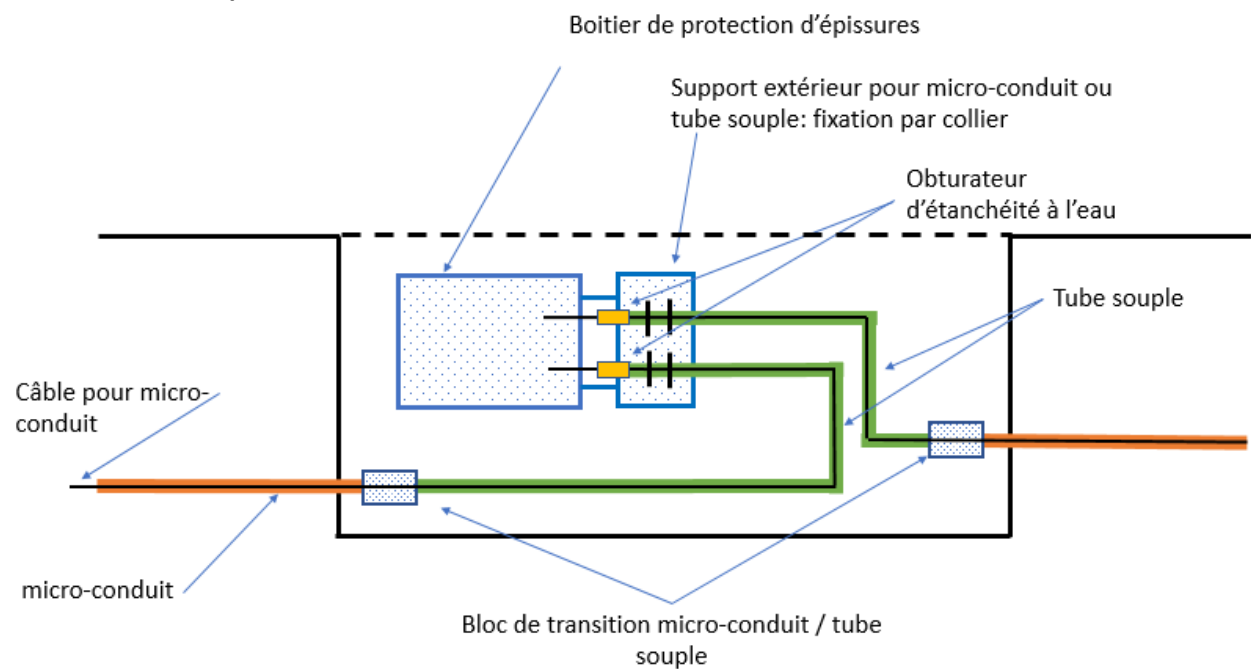 Boitier de protection d’épissures
Support extérieur pour micro-conduit ou
tube souple: fixation par collier
Obturateur
d’étanchéité à l’eau
Tube souple
Câble pour micro-
conduit
micro-conduit
Bloc de transition micro-conduit / tube
souple